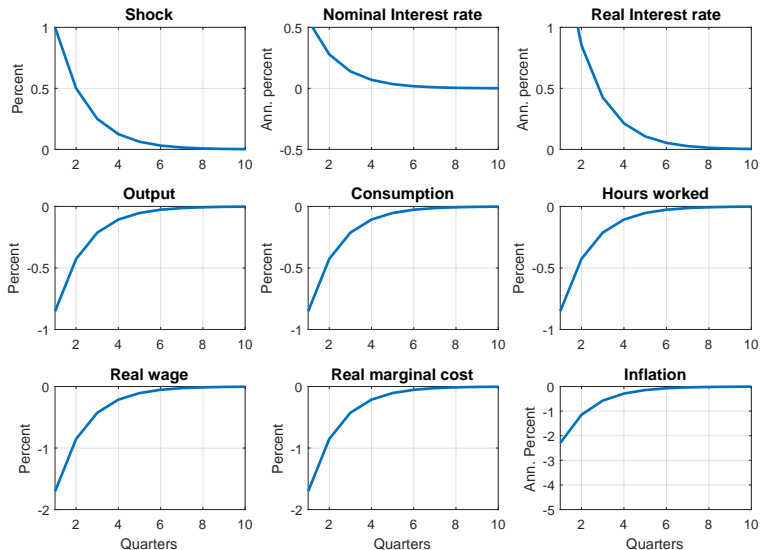 Shock
Nominal Interest rate
Real Interest rate
Percent
1
0.5
0
2 4 6 8 10
Ann. percent
0.5
0
-0.5
2 4 6 8 10
Ann. percent
1
0.5
0
2 4 6 8 10
Output
Consumption
Hours worked
Percent
0
-0.5
-1
2 4 6 8 10
Percent
0
-0.5
-1
2 4 6 8 10
Percent
0
-0.5
-1
2 4 6 8 10
Real wage
Real marginal cost
Inflation
Percent
0
-1
-2
2 4 6 8 10
Quarters
Percent
0
-1
-2
2 4 6 8 10
Quarters
Ann. Percent
0
-1
-2
-3
-4
-5
2 4 6 8 10
Quarters